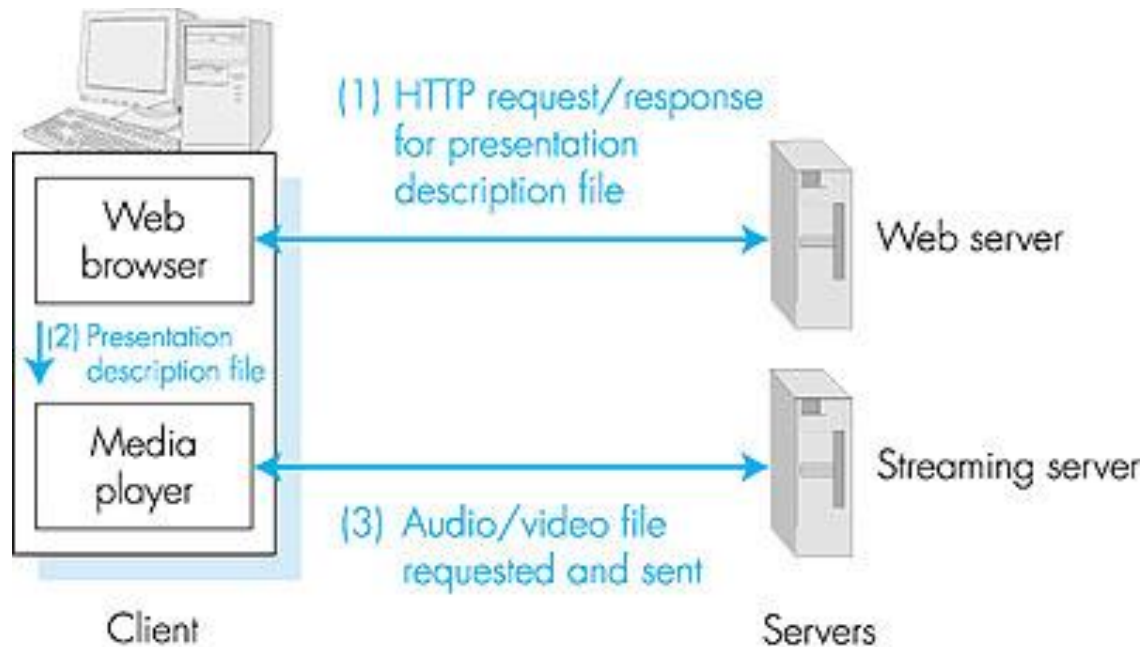 (1) HTTP request/response
for presentation
description file
Web
browser
Web server
(2) Presentation
description file
Media
player
Streaming server
(3) Audio/video file
requested and sent
Client
Servers